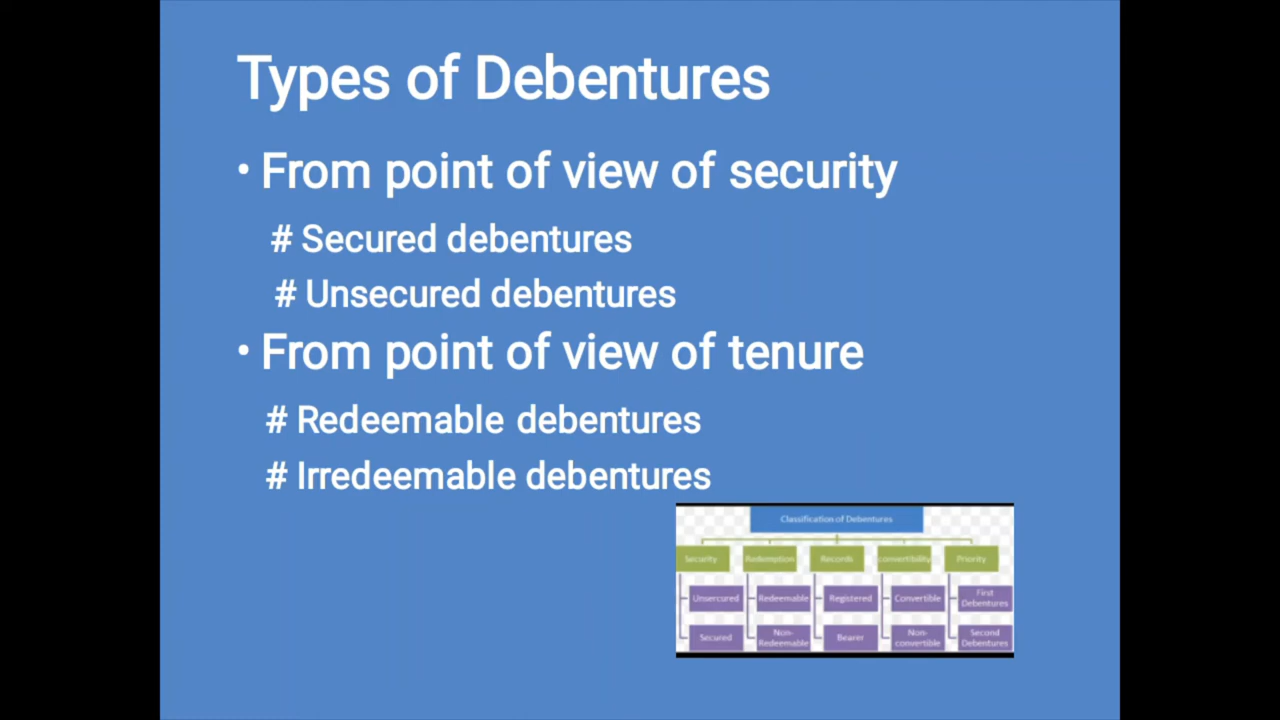 Types of Debentures
• From point of view of security
# Secured debentures
# Unsecured debentures
• From point of view of tenure
# Redeemable debentures
# Irredeemable debentures
Classification of Debentures
Security Redemption Records convertibility Priority
Unsercured Redeemable Registered Convertible First Debentures
Secured Non-Redeemable Bearer Non-convertible Second Debentures